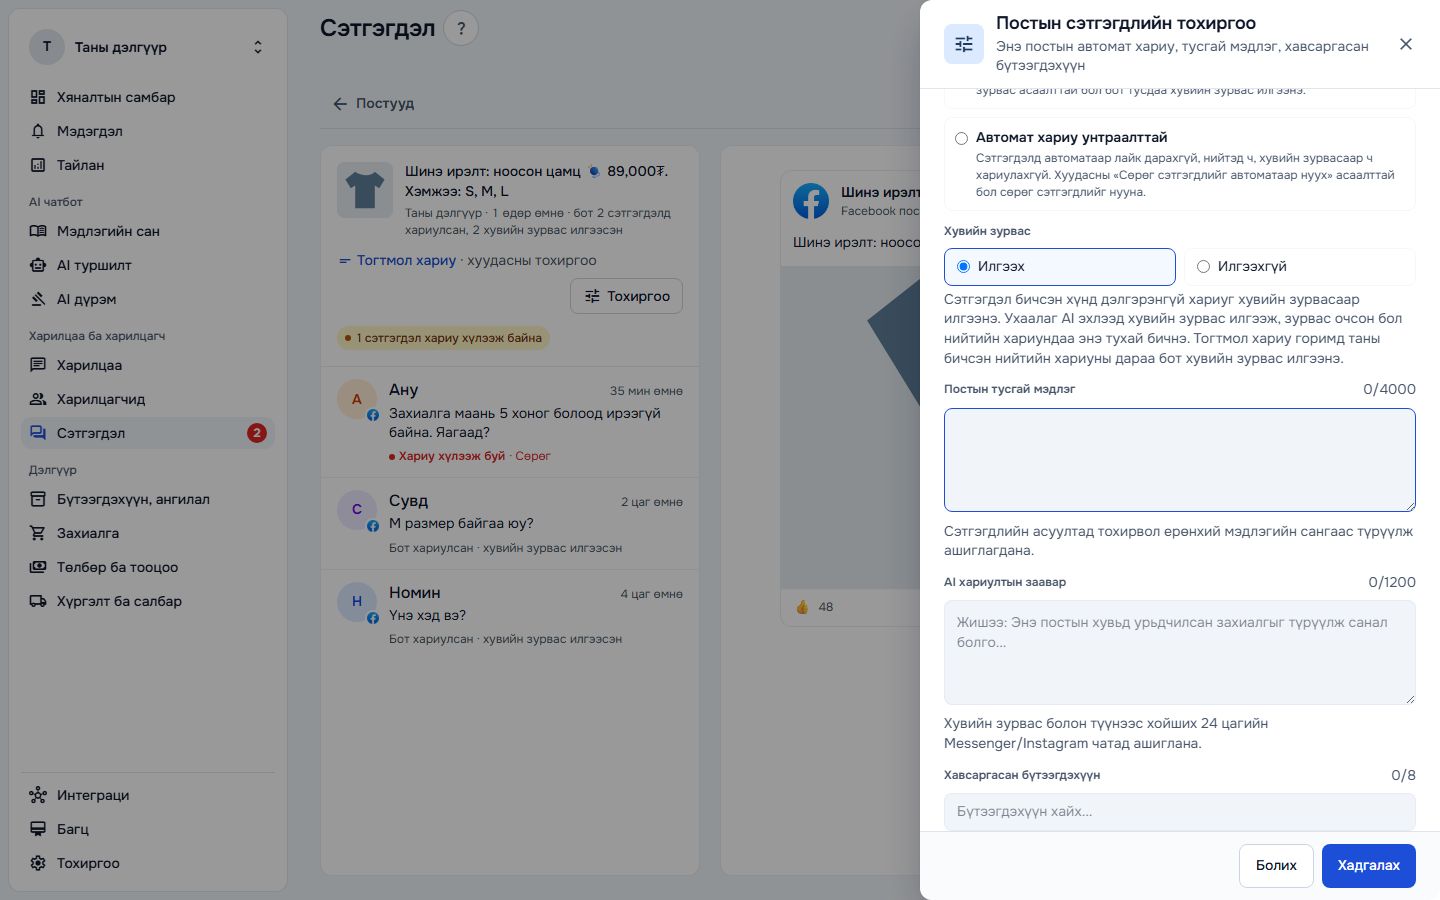 Т
Таны дэлгүүр
Хяналтын самбар
Мэдэгдэл
Тайлан
AI чатбот
Мэдлэгийн сан
AI туршилт
AI дүрэм
Харилцаа ба харилцагч
Харилцаа
Харилцагчид
Сэтгэгдэл
2
Дэлгүүр
Бүтээгдэхүүн, ангилал
Захиалга
Төлбөр ба тооцоо
Хүргэлт ба салбар
Интеграци
Багц
Тохиргоо
Сэтгэгдэл
?
Постууд
Шинэ ирэлт: ноосон цамц 89,000₮.
Хэмжээ: S, M, L
Таны дэлгүүр · 1 өдөр өмнө · бот 2 сэтгэгдэлд
хариулсан, 2 хувийн зурвас илгээсэн
Тогтмол хариу · хуудасны тохиргоо
Тохиргоо
1 сэтгэгдэл хариу хүлээж байна
А
Ану
35 мин өмнө
Захиалга маань 5 хоног болоод ирээгүй
байна. Яагаад?
Хариу хүлээж буй · Сөрөг
С
Сувд
2 цаг өмнө
M размер байгаа юу?
Бот хариулсан · хувийн зурвас илгээсэн
Н
Номин
4 цаг өмнө
Үнэ хэд вэ?
Бот хариулсан · хувийн зурвас илгээсэн
Шинэ ирэлт
Facebook пос
Шинэ ирэлт: ноосо
48
Постын сэтгэгдлийн тохиргоо
Энэ постын автомат хариу, тусгай мэдлэг, хавсаргасан
бүтээгдэхүүн
зурвас асаалттай бол бот тусдаа хувийн зурвас илгээнэ.
Автомат хариу унтраалттай
Сэтгэгдэлд автоматаар лайк дарахгүй, нийтэд ч, хувийн зурвасаар ч
хариулахгүй. Хуудасны «Сөрөг сэтгэгдлийг автоматаар нуух» асаалттай
бол сөрөг сэтгэгдлийг нууна.
Хувийн зурвас
Илгээх
Илгээхгүй
Сэтгэгдэл бичсэн хүнд дэлгэрэнгүй хариуг хувийн зурвасаар
илгээнэ. Ухаалаг AI эхлээд хувийн зурвас илгээж, зурвас очсон бол
нийтийн хариундаа энэ тухай бичнэ. Тогтмол хариу горимд таны
бичсэн нийтийн хариуны дараа бот хувийн зурвас илгээнэ.
Постын тусгай мэдлэг
0/4000
Сэтгэгдлийн асуултад тохирвол ерөнхий мэдлэгийн сангаас түрүүлж
ашиглагдана.
AI хариултын заавар
0/1200
Жишээ: Энэ постын хувьд урьдчилсан захиалгыг түрүүлж санал
болго...
Хувийн зурвас болон түүнээс хойших 24 цагийн
Messenger/Instagram чатад ашиглана.
Хавсаргасан бүтээгдэхүүн
0/8
Бүтээгдэхүүн хайх...
Болих
Хадгалах